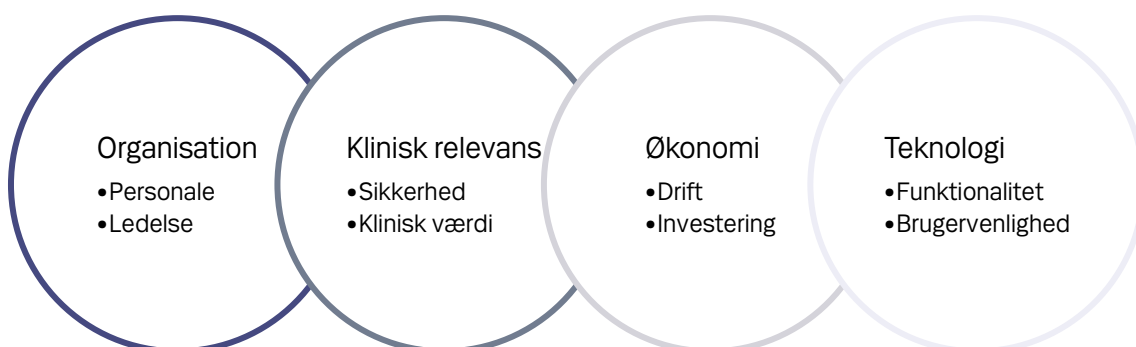 Organisation
•Personale
•Ledelse
Klinisk relevans
•Sikkerhed
•Klinisk værdi
Økonomi
•Drift
•Investering
Teknologi
•Funktionalitet
•Brugervenlighed